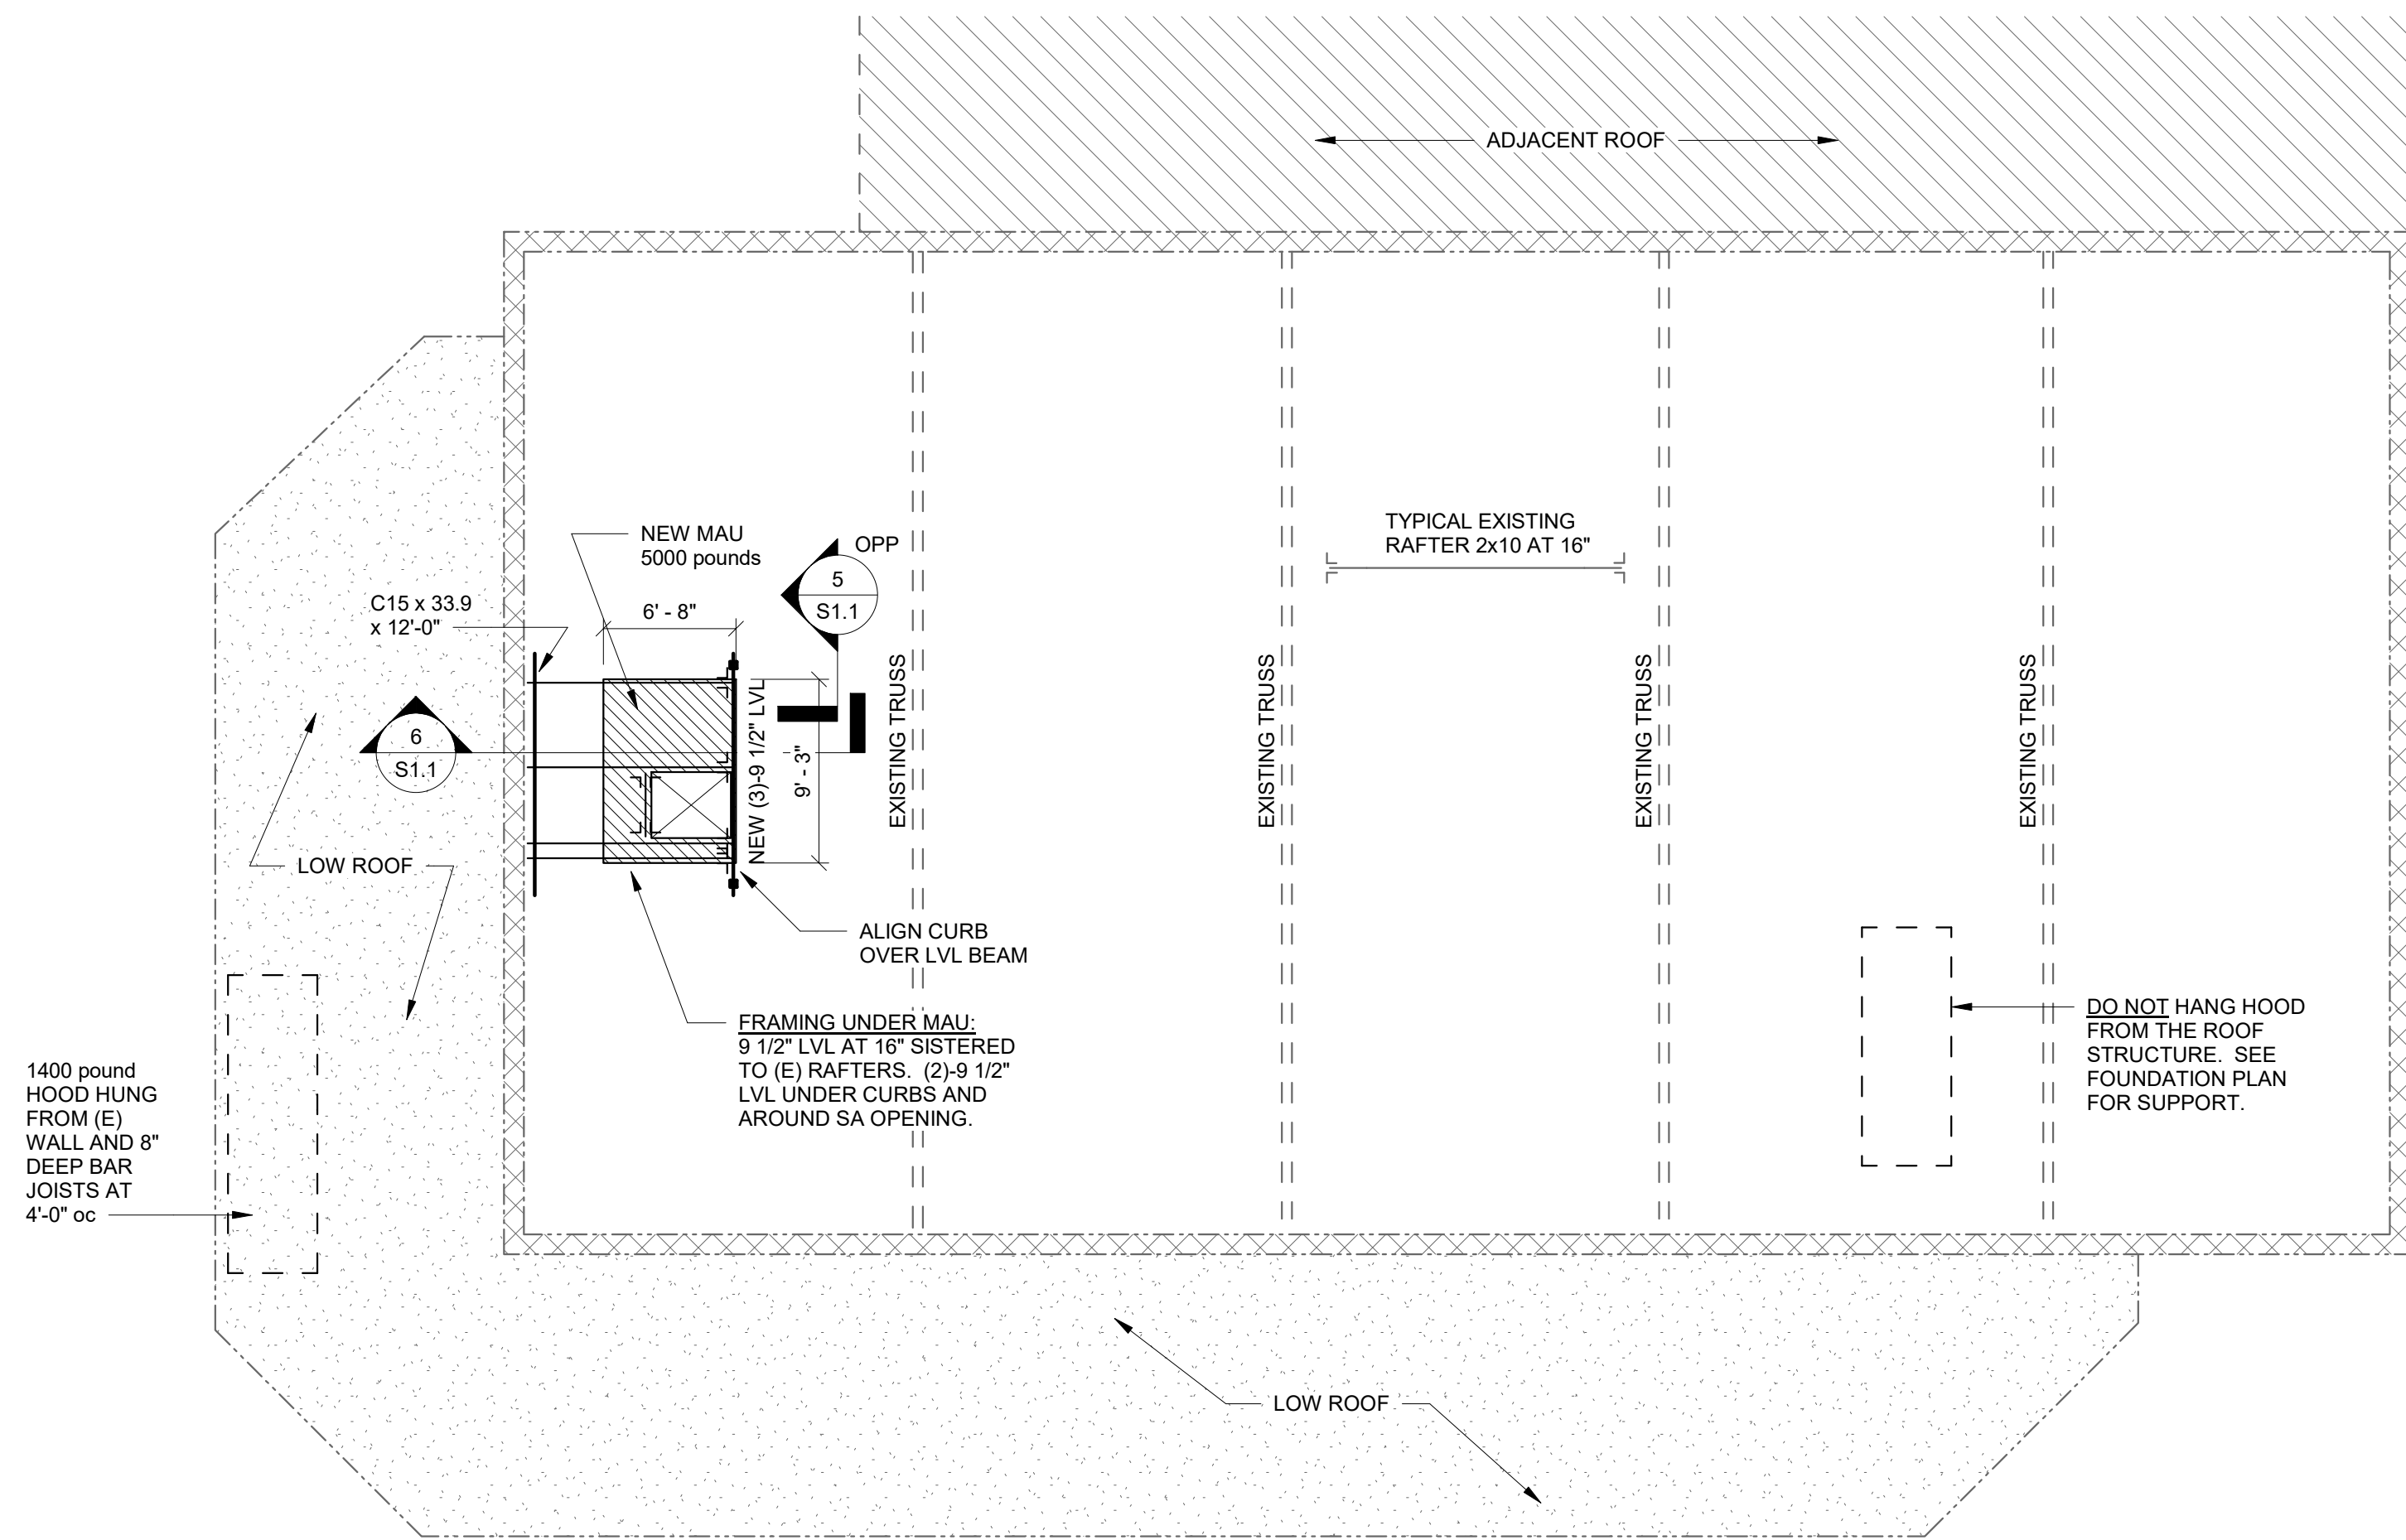 ADJACENT ROOF
NEW MAU
5000 pounds
OPP
5
S1.1
TYPICAL EXISTING
RAFTER 2x10 AT 16"
C15 x 33.9
x 12'-0"
6' - 8"
6
S1.1
NEW (3)-9 1/2" LVL
9' - 3"
EXISTING TRUSS
EXISTING TRUSS
EXISTING TRUSS
EXISTING TRUSS
LOW ROOF
ALIGN CURB
OVER LVL BEAM
FRAMING UNDER MAU:
9 1/2" LVL AT 16" SISTERED
TO (E) RAFTERS.  (2)-9 1/2"
LVL UNDER CURBS AND
AROUND SA OPENING.
DO NOT HANG HOOD
FROM THE ROOF
STRUCTURE.  SEE
FOUNDATION PLAN
FOR SUPPORT.
1400 pound
HOOD HUNG
FROM (E)
WALL AND 8"
DEEP BAR
JOISTS AT
4'-0" oc
LOW ROOF